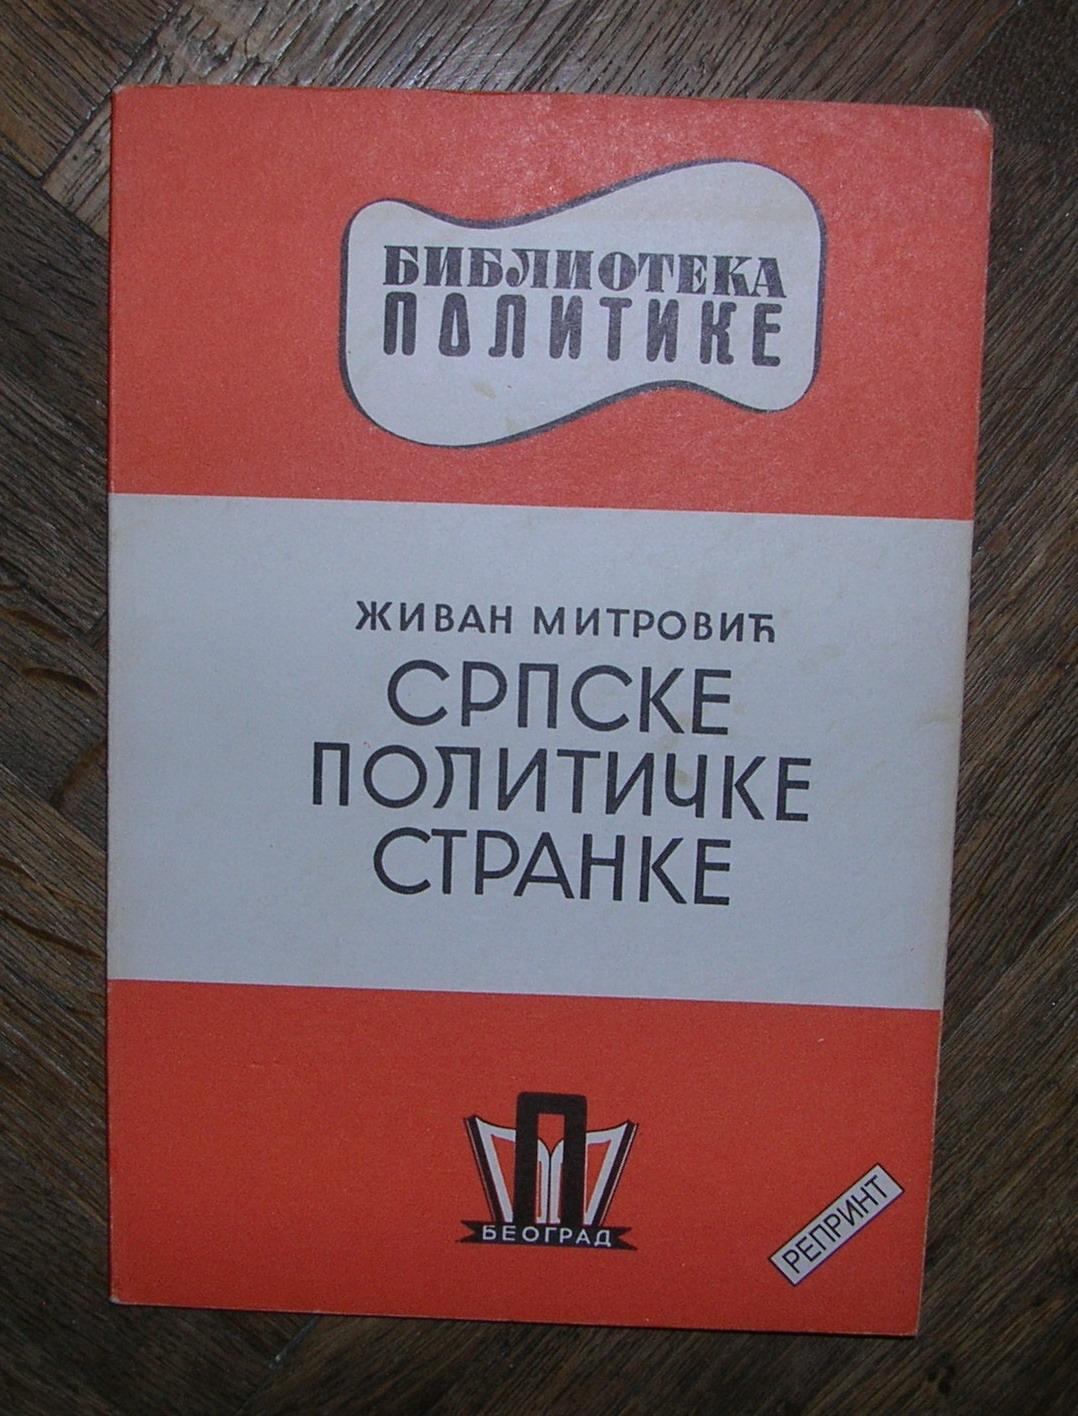 БИБЛИОТЕКА
ПОЛИТИКЕ
ЖИВАН МИТРОВИЋ
СРПСКЕ
ПОЛИТИЧКЕ
СТРАНКЕ
П
БЕОГРАД
РЕПРИНТ